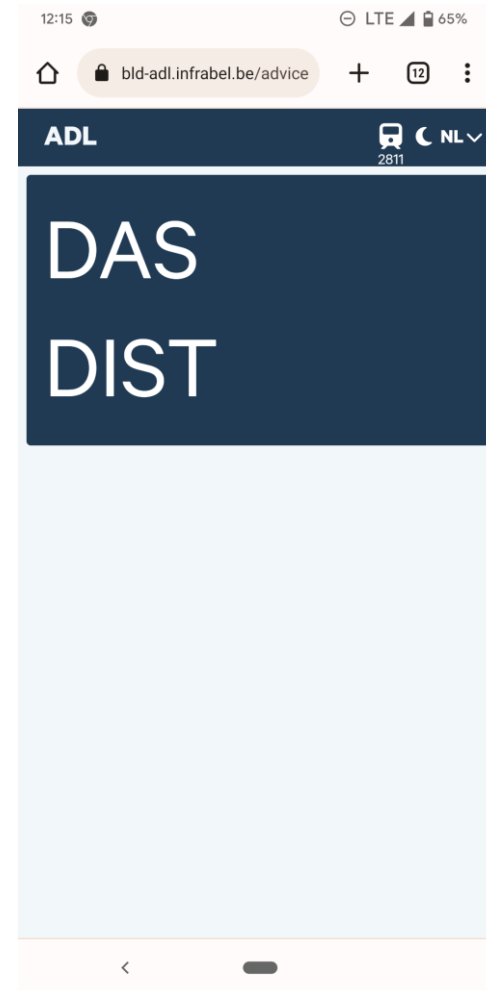 12:15 LTE 65%
bld-adl.infrabel.be/advice 12
ADL NL
2811
DAS
DIST